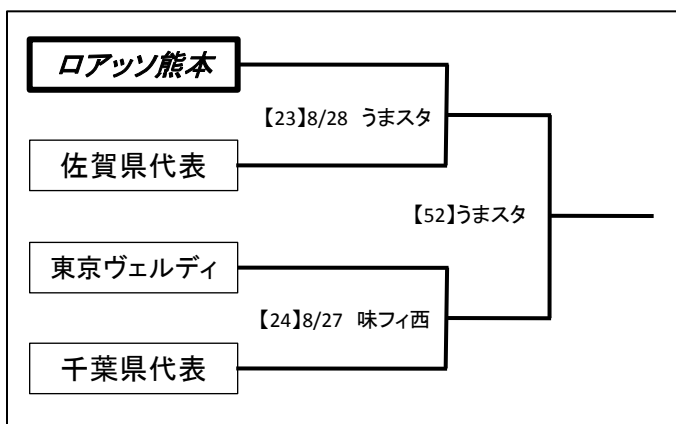 ロアッソ熊本
【23】8/28 うまスタ
佐賀県代表
【52】うまスタ
東京ヴェルディ
【24】8/27 味フィ西
千葉県代表